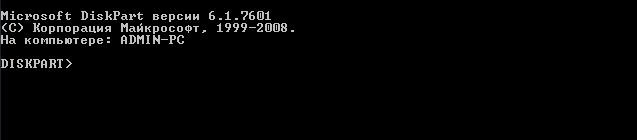 Microsoft DiskPart версии 6.1.7601
(C) Корпорация Майкрософт, 1999-2008.
На компьютере: ADMIN-PC
DISKPART>